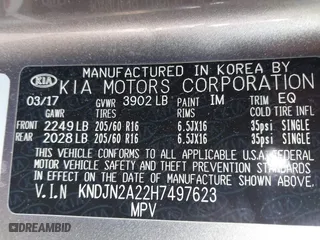 MANUFACTURED IN KOREA BY
KIA KIA MOTORS CORPORATION
03/17 GVWR 3902 LB PAINT IM TRIM EQ
GAWR TIRES RIMS COLD TIRE INFL
FRONT 2249 LB 205/60 R16 6.5JX16 35psi SINGLE
REAR 2028 LB 205/60 R16 6.5JX16 35psi SINGLE
THIS VEHICLE CONFORMS TO ALL APPLICABLE U.S.A FEDERAL
MOTOR VEHICLE SAFETY AND THEFT PREVENTION STANDARDS
IN EFFECT ON THE DATE OF MANUFACTURE SHOWN ABOVE.
V.I.N KNDJN2A22H7497623
MPV
DREAMBID